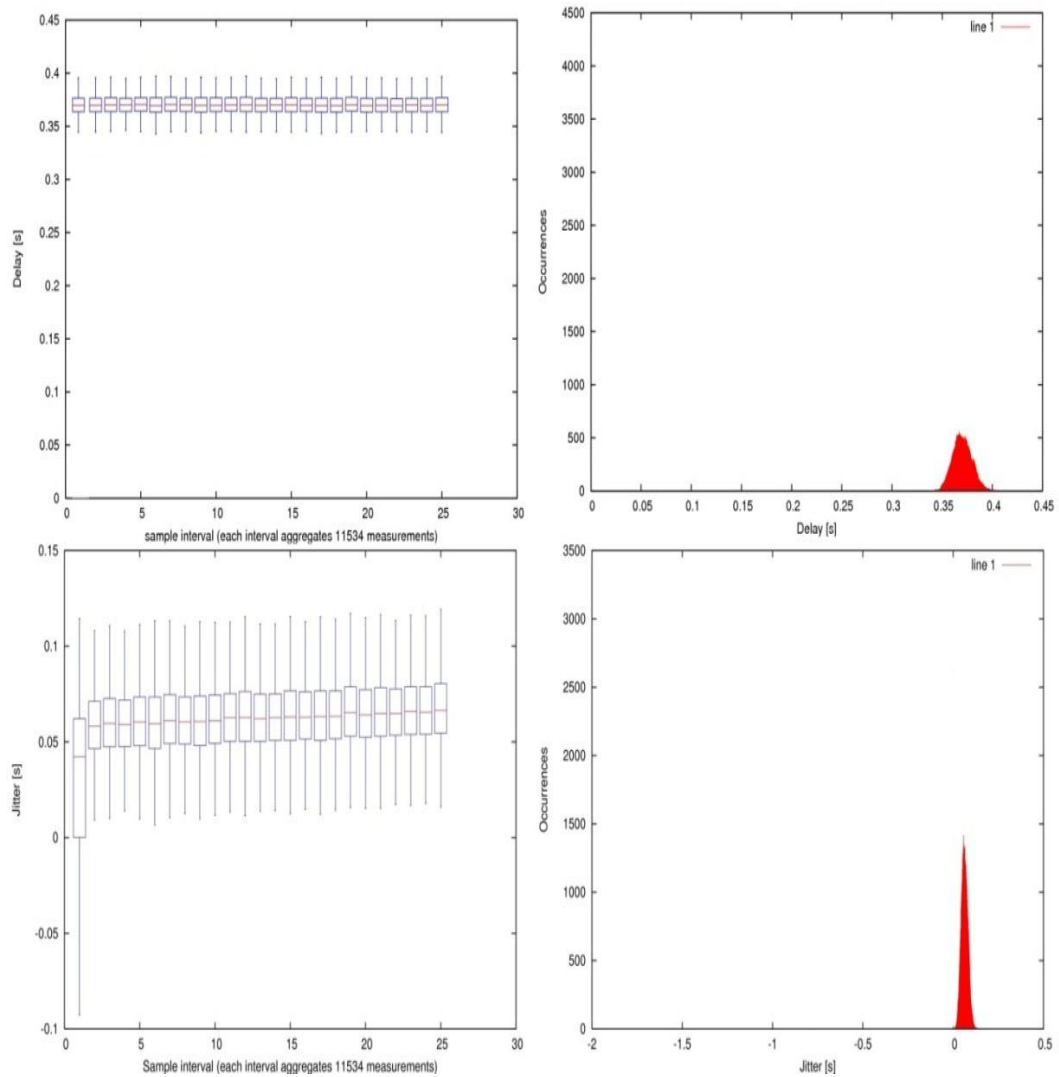 0.45
0.4
0.35
0.3
0.25
0.2
0.15
0.1
0.05
0
Delay [s]
0 5 10 15 20 25 30
sample interval (each interval aggregates 11534 measurements)
line 1
4500
4000
3500
3000
2500
2000
1500
1000
500
0
Occurrences
0 0.05 0.1 0.15 0.2 0.25 0.3 0.35 0.4 0.45
Delay [s]
0.15
0.1
0.05
0
-0.05
-0.1
Jitter [s]
0 5 10 15 20 25 30
Sample interval (each interval aggregates 11534 measurements)
line 1
3500
3000
2500
2000
1500
1000
500
0
Occurrences
-2 -1.5 -1 -0.5 0 0.5
Jitter [s]